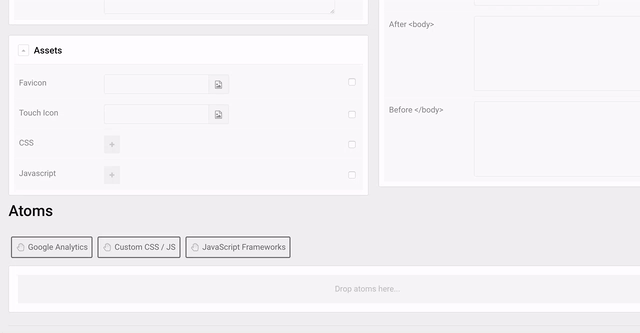 Assets
Favicon
Touch Icon
CSS
+
Javascript
+
After <body>
Before </body>
Atoms
Google Analytics
Custom CSS / JS
JavaScript Frameworks
Drop atoms here...